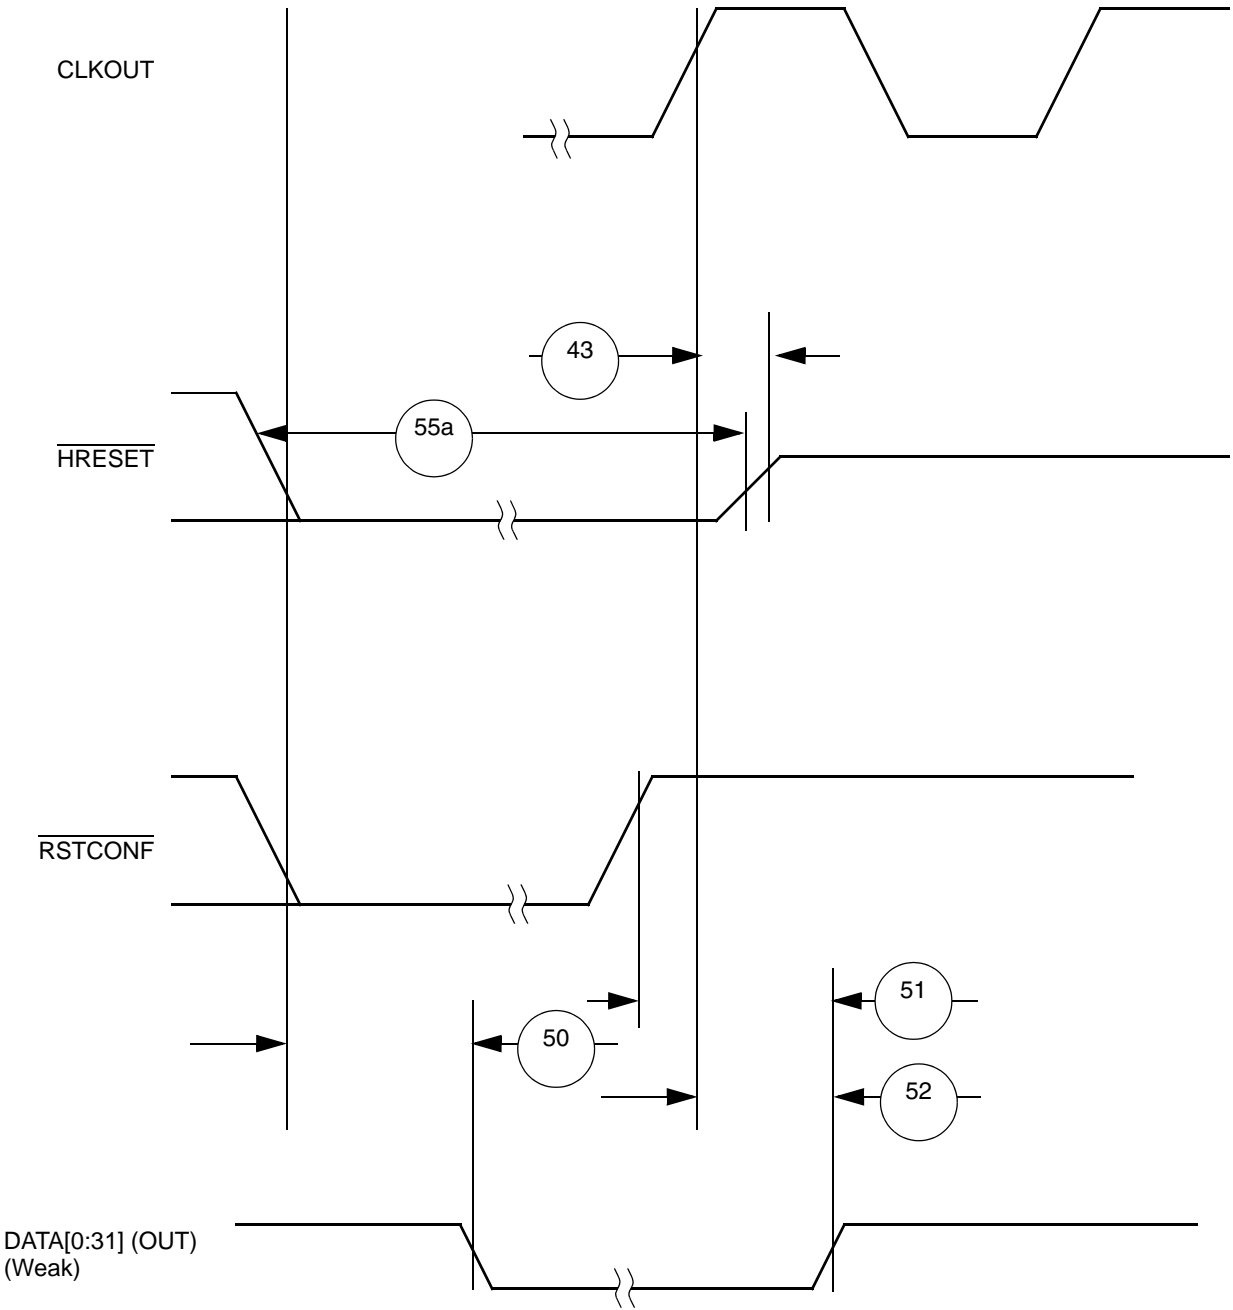 CLKOUT
43
55a
HRESET
RSTCONF
51
50
52
DATA[0:31] (OUT)
(Weak)